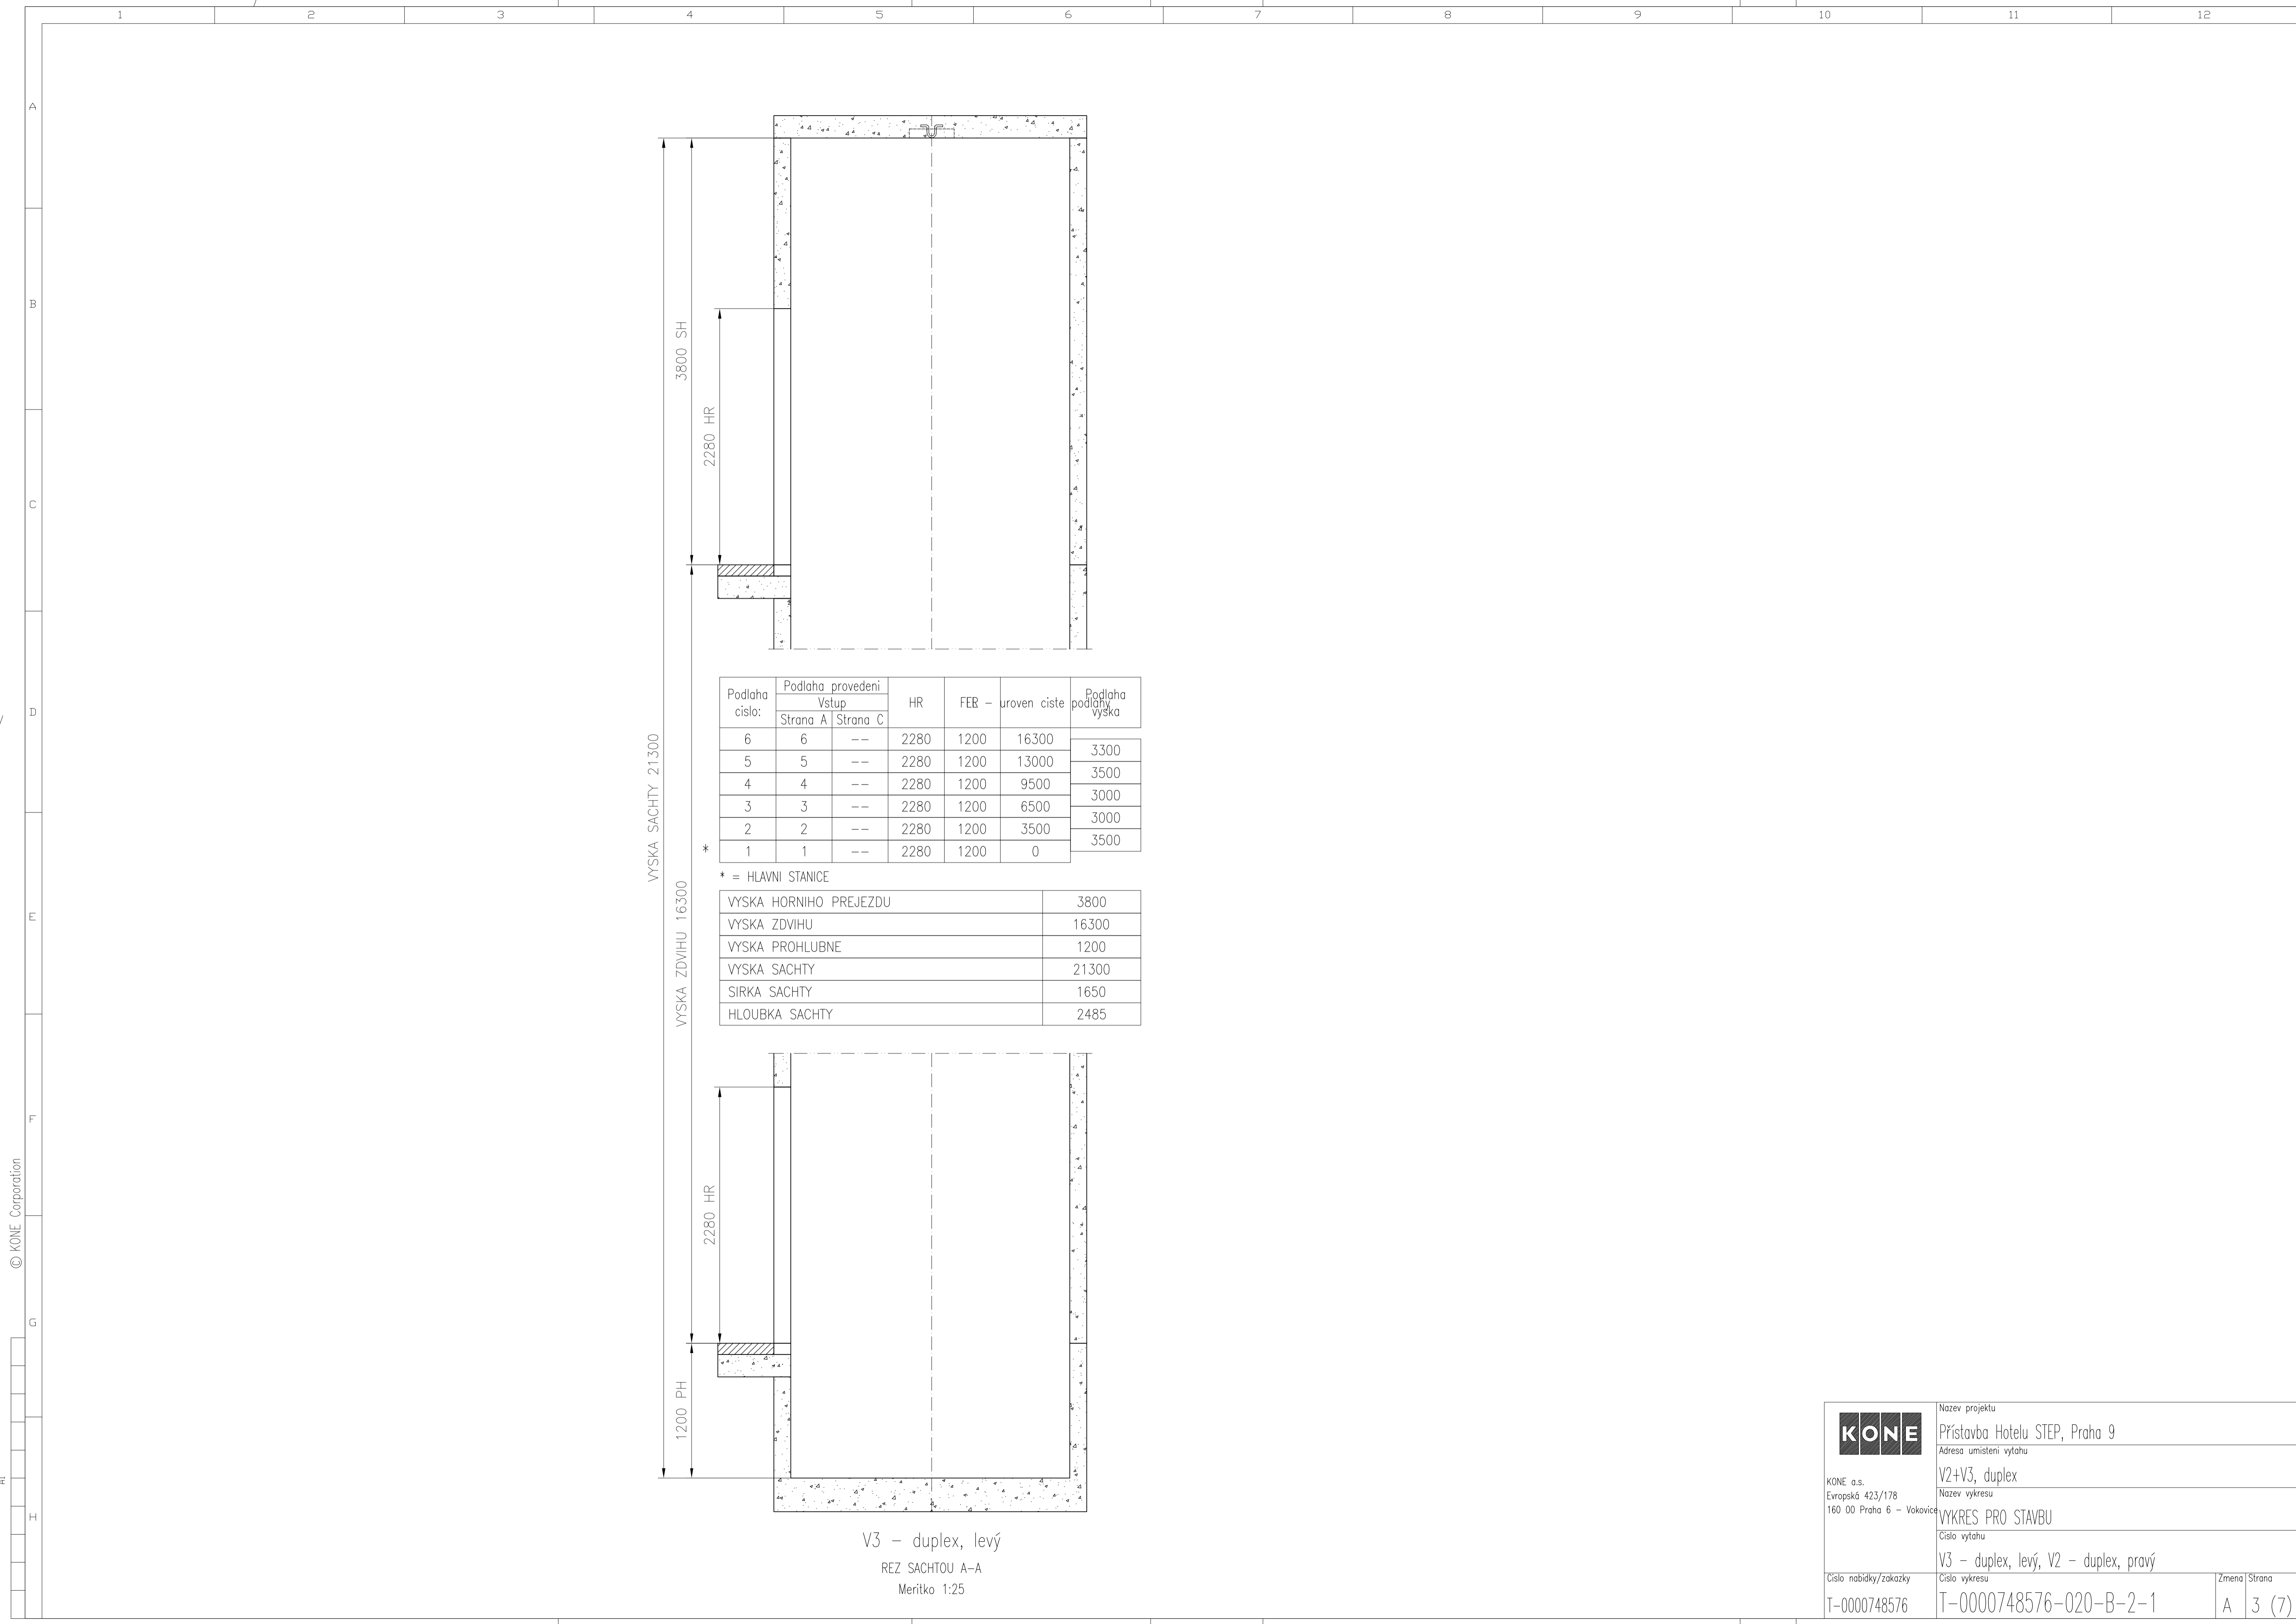 1 2 3 4 5 6 7 8 9 10 11 12
A
B
C
D
E
F
G
H
3800 SH
2280 HR
VYSKA SACHTY 21300
VYSKA ZDVIHU 16300
Podlaha cislo: Podlaha provedeni HR FER - uroven ciste podlahy Podlaha vyska
Vstup
Strana A Strana C
6 6 -- 2280 1200 16300
3300
5 5 -- 2280 1200 13000
3500
4 4 -- 2280 1200 9500
3000
3 3 -- 2280 1200 6500
3000
2 2 -- 2280 1200 3500
3500
* 1 1 -- 2280 1200 0
* = HLAVNI STANICE
VYSKA HORNIHO PREJEZDU 3800
VYSKA ZDVIHU 16300
VYSKA PROHLUBNE 1200
VYSKA SACHTY 21300
SIRKA SACHTY 1650
HLOUBKA SACHTY 2485
2280 HR
1200 PH
V3 - duplex, levý
REZ SACHTOU A-A
Meritko 1:25
© KONE Corporation
A1
KONE
KONE a.s.
Evropská 423/178
160 00 Praha 6 - Vokovice
Nazev projektu
Přístavba Hotelu STEP, Praha 9
Adresa umisteni vytahu
V2+V3, duplex
Nazev vykresu
VYKRES PRO STAVBU
Cislo vytahu
V3 - duplex, levý, V2 - duplex, pravý
Cislo nabidky/zakazky
T-0000748576
Cislo vykresu
T-0000748576-020-B-2-1
Zmena
A
Strana
3 (7)